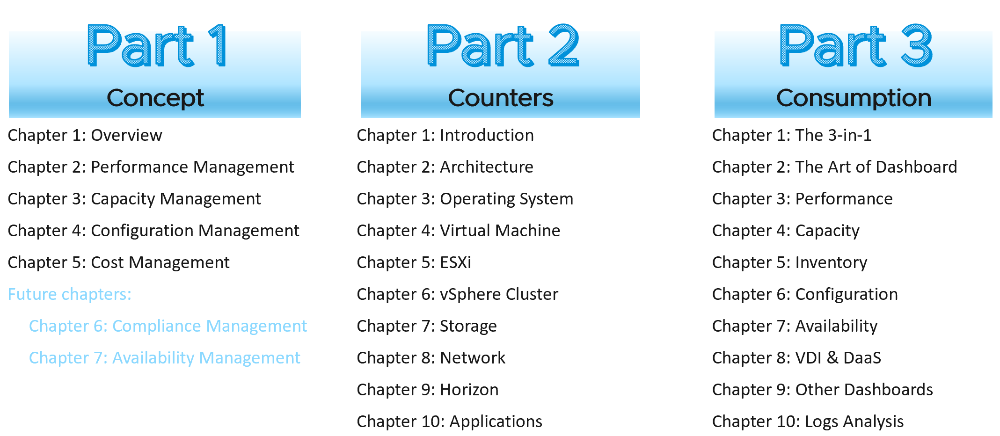 Part 1
Concept
Chapter 1: Overview
Chapter 2: Performance Management
Chapter 3: Capacity Management
Chapter 4: Configuration Management
Chapter 5: Cost Management
Future chapters:
Chapter 6: Compliance Management
Chapter 7: Availability Management
Part 2
Counters
Chapter 1: Introduction
Chapter 2: Architecture
Chapter 3: Operating System
Chapter 4: Virtual Machine
Chapter 5: ESXi
Chapter 6: vSphere Cluster
Chapter 7: Storage
Chapter 8: Network
Chapter 9: Horizon
Chapter 10: Applications
Part 3
Consumption
Chapter 1: The 3-in-1
Chapter 2: The Art of Dashboard
Chapter 3: Performance
Chapter 4: Capacity
Chapter 5: Inventory
Chapter 6: Configuration
Chapter 7: Availability
Chapter 8: VDI & DaaS
Chapter 9: Other Dashboards
Chapter 10: Logs Analysis